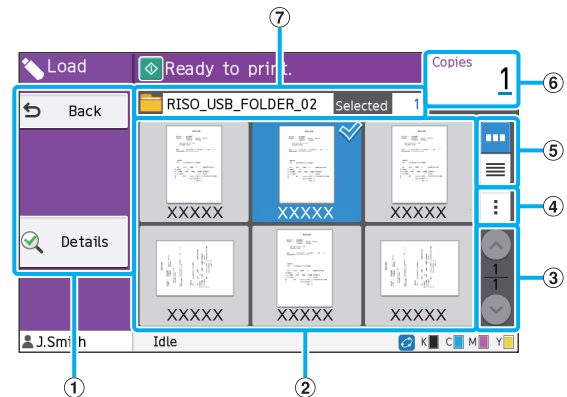 7
Load
Ready to print.
Copies
1
6
Back
RISO_USB_FOLDER_02 Selected 1
5
XXXXX XXXXX XXXXX
4
Details
1
1
3
XXXXX XXXXX XXXXX
J.Smith Idle K C M Y
1 2